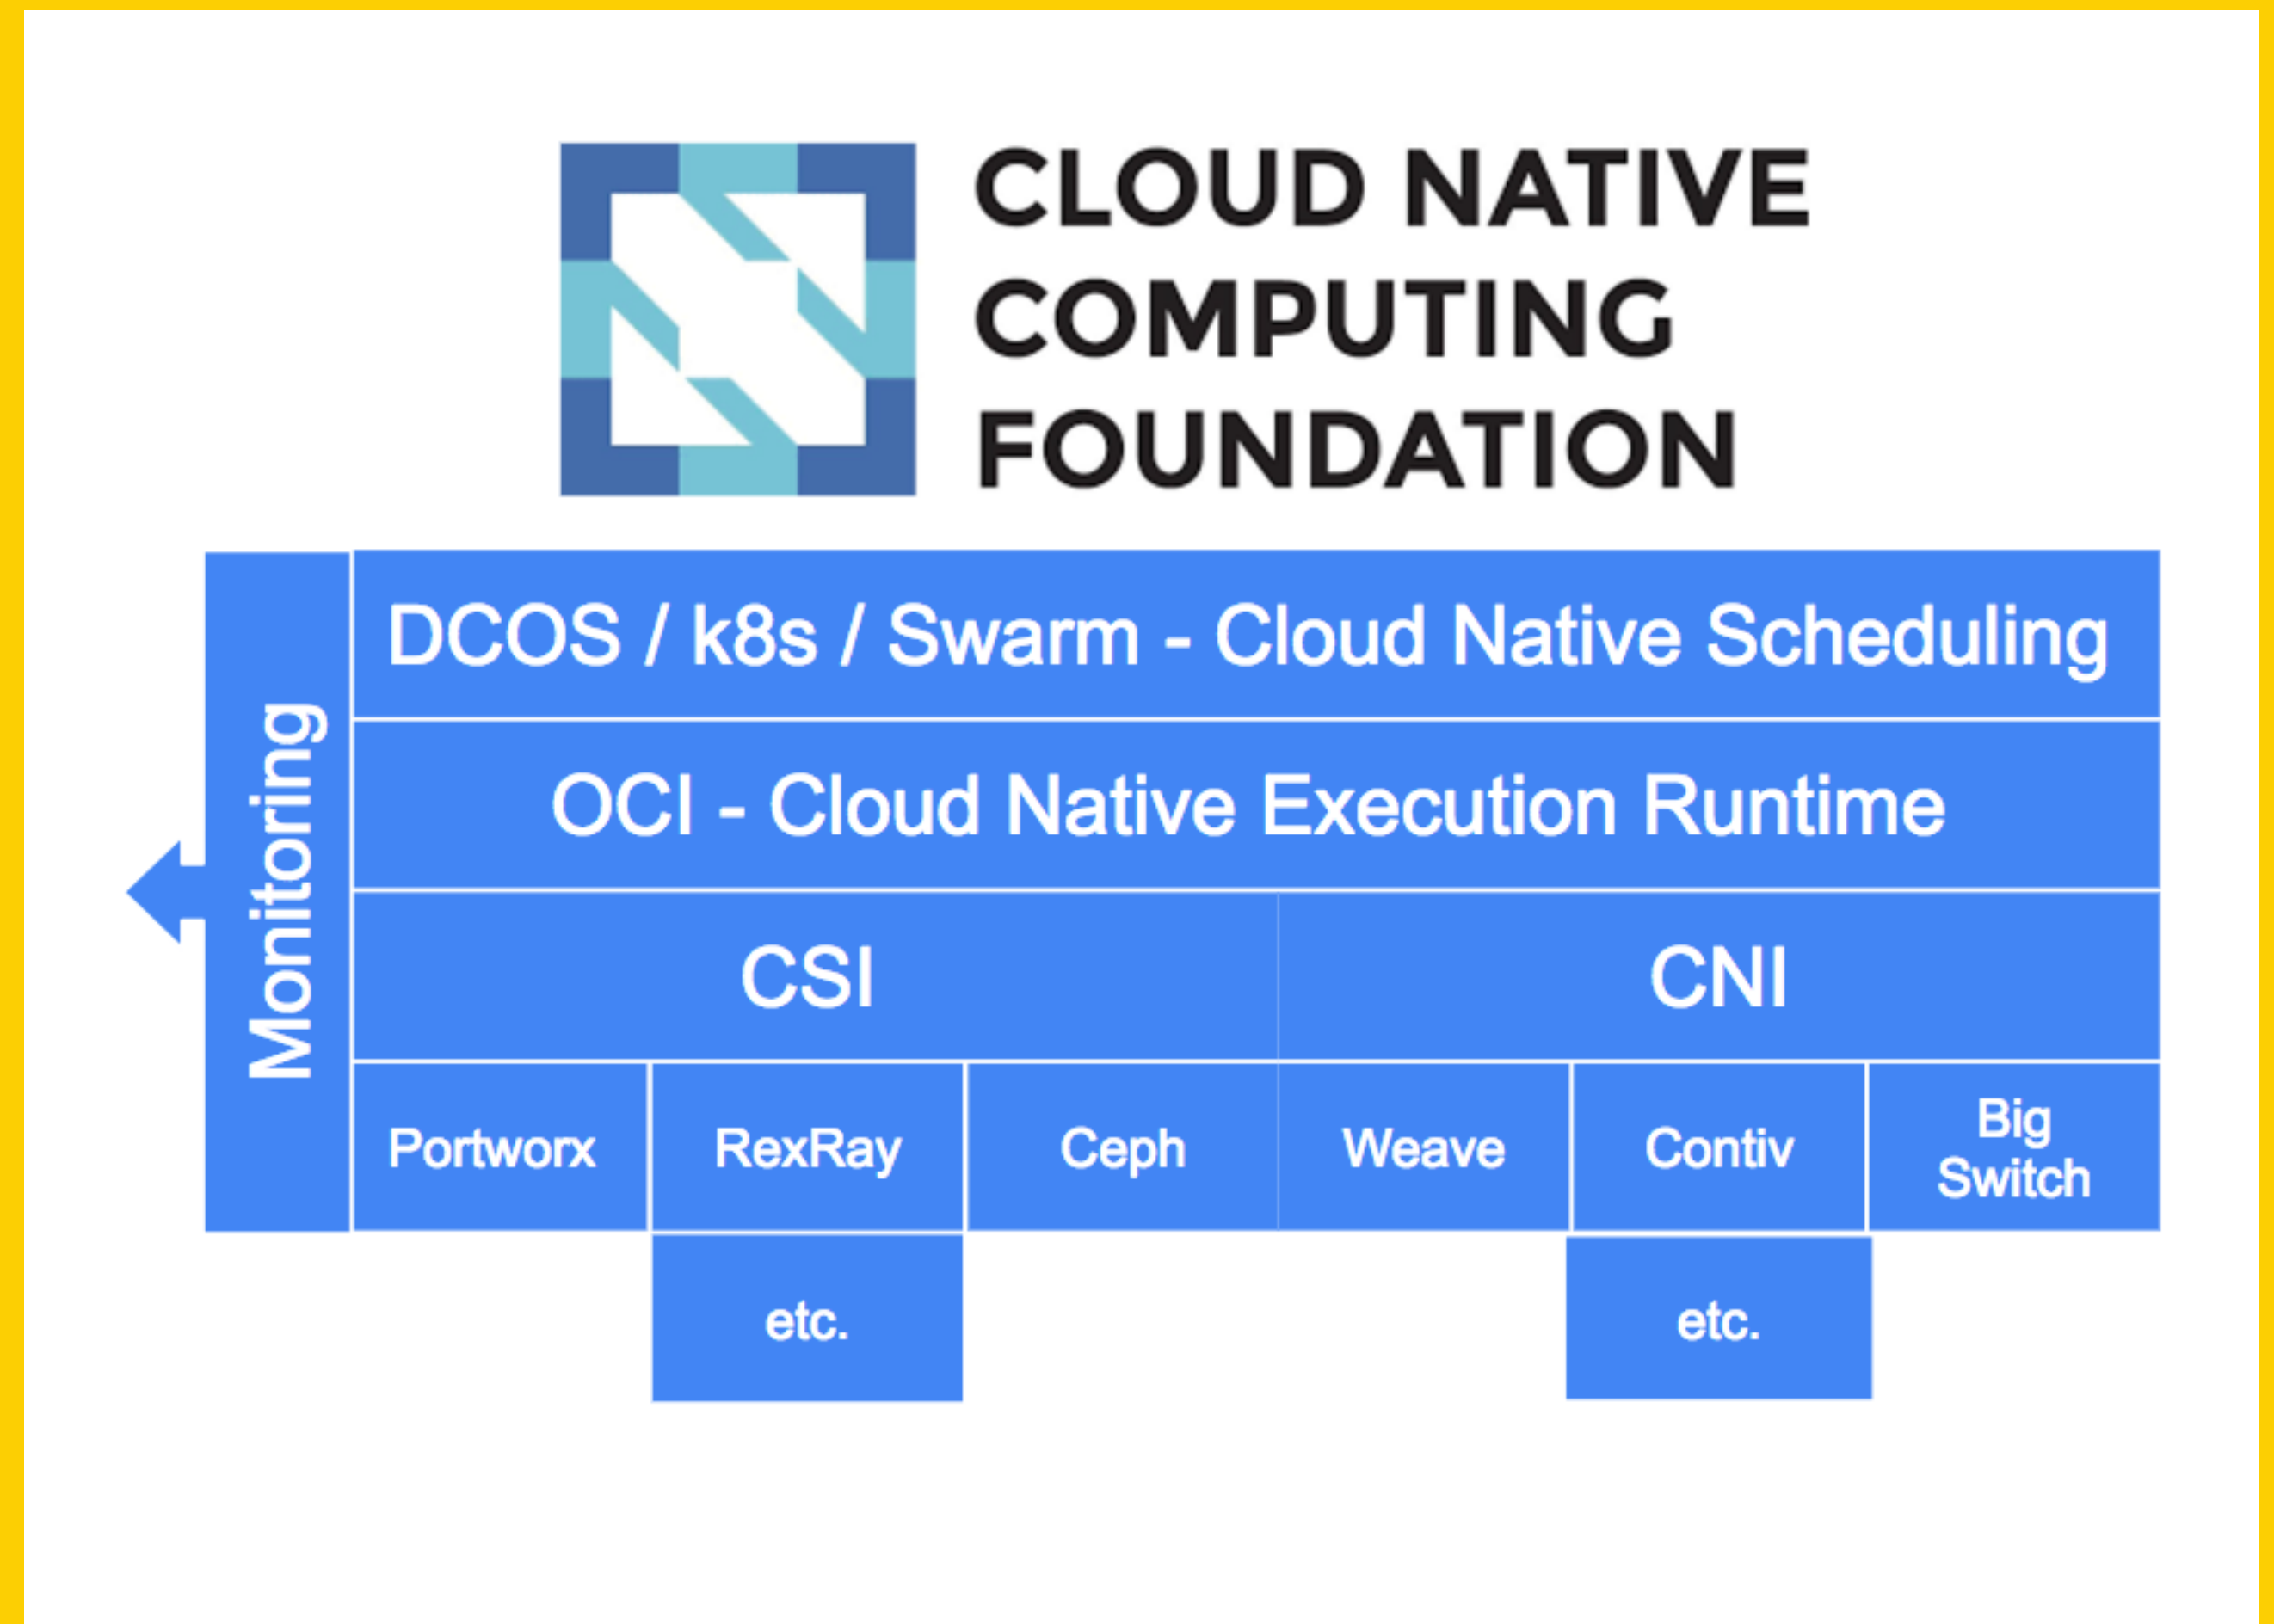 CLOUD NATIVE
COMPUTING
FOUNDATION
Monitoring
DCOS / k8s / Swarm - Cloud Native Scheduling
OCI - Cloud Native Execution Runtime
CSI
CNI
Portworx
RexRay
Ceph
Weave
Contiv
Big
Switch
etc.
etc.